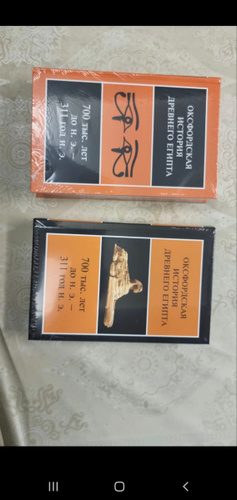 ОКСФОРДСКАЯ
ИСТОРИЯ
ДРЕВНЕГО ЕГИПТА
700 тыс. лет
до н. э. –
311 год н. э.
ОКСФОРДСКАЯ
ИСТОРИЯ
ДРЕВНЕГО ЕГИПТА
700 тыс. лет
до н. э. –
311 год н. э.